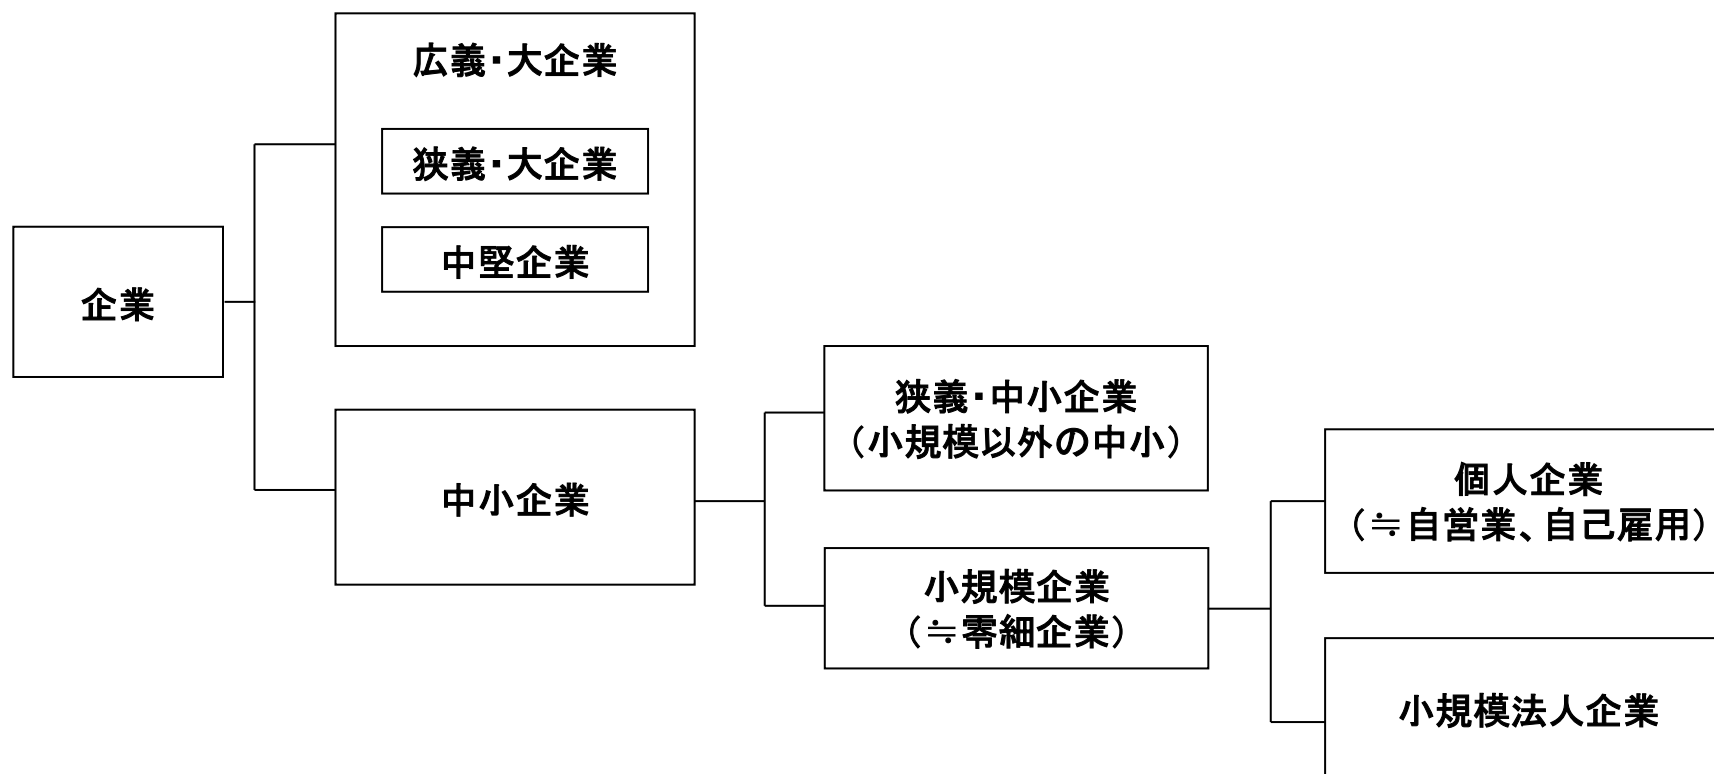 広義・大企業
狭義・大企業
中堅企業
企業
中小企業
狭義・中小企業
（小規模以外の中小）
小規模企業
（≒零細企業）
個人企業
（≒自営業、自己雇用）
小規模法人企業